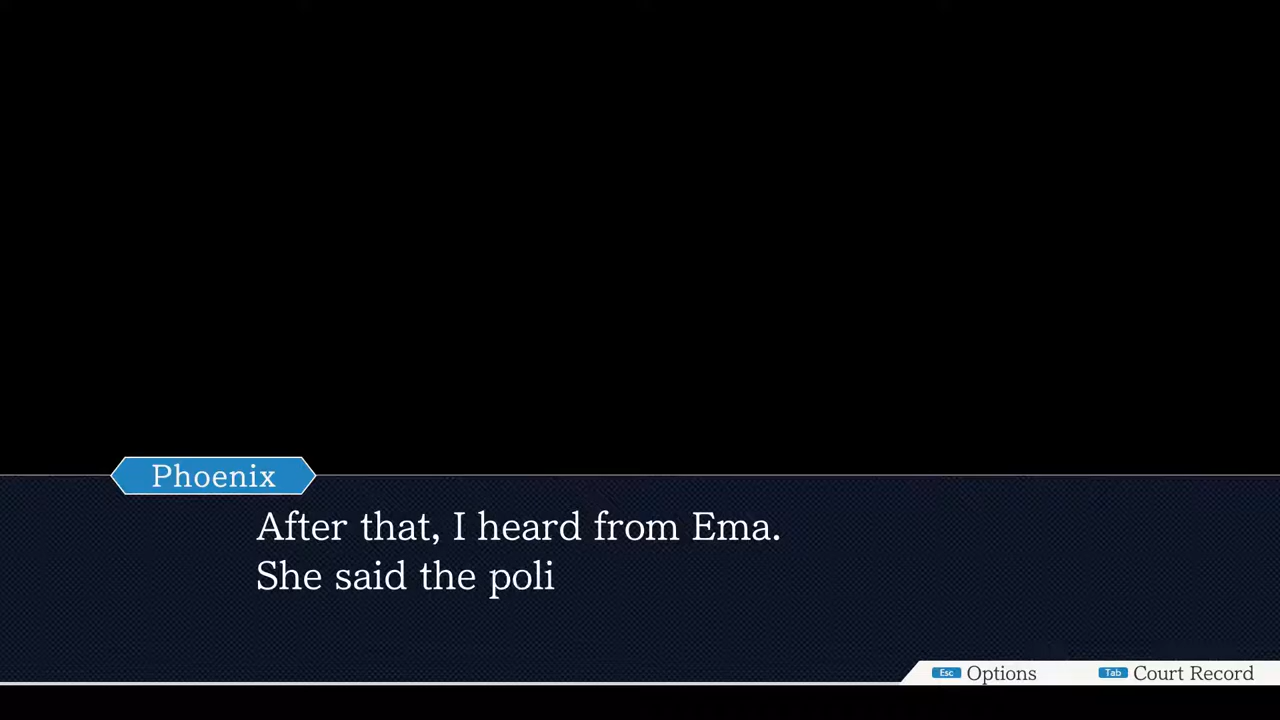 Phoenix
After that, I heard from Ema.
She said the poli
Esc Options Tab Court Record